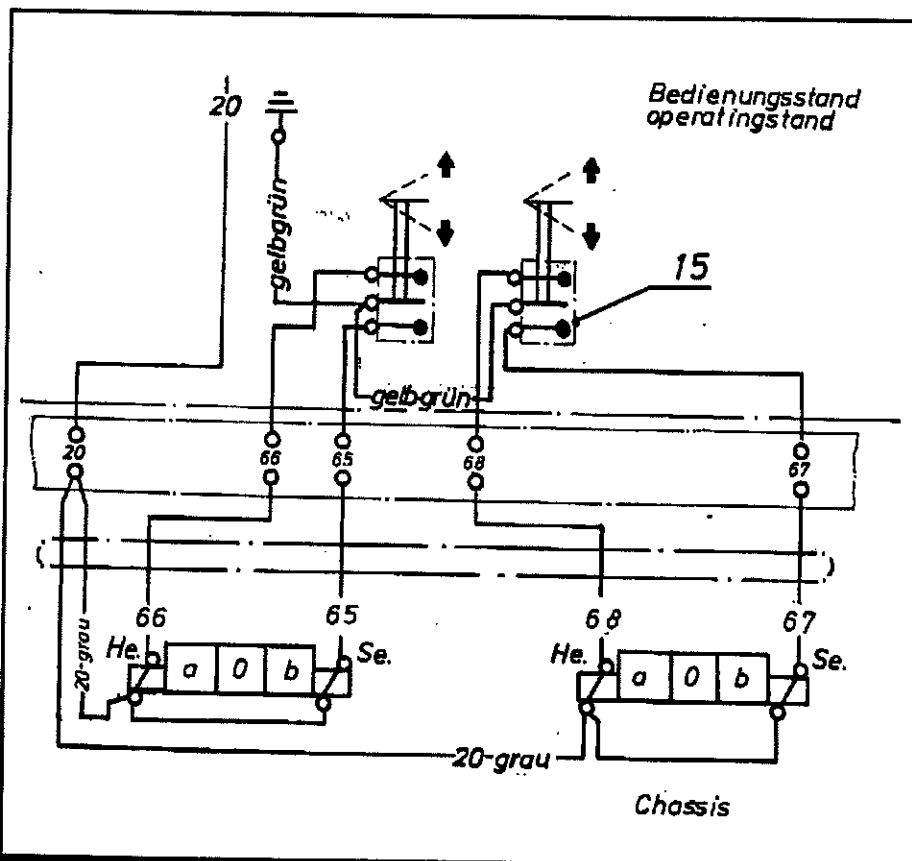 Bedienungsstand
operatingstand
20
gelbgrün
15
gelbgrün
20
66
65
68
67
66
65
68
67
20-grau
He.
a
0
b
Se.
He.
a
0
b
Se.
20-grau
Chassis